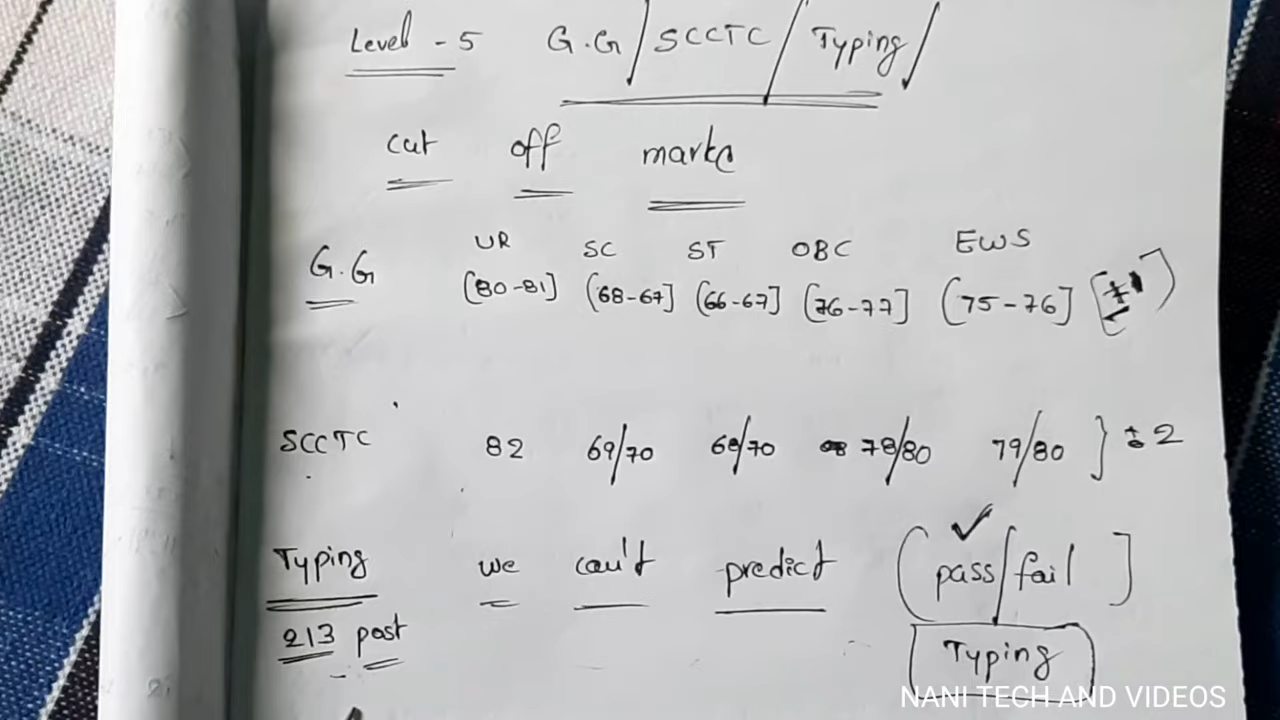 Level - 5 G.G / SCCTC / Typing /
cut off marks
UR SC ST OBC EWS
G.G (80-81] (68-67] (66-67] (76-77] (75-76]
SCCTC 82 69/70 68/70 78/80 79/80 } ± 2
Typing we can't predict (pass/fail]
213 post
Typing
NANI TECH AND VIDEOS